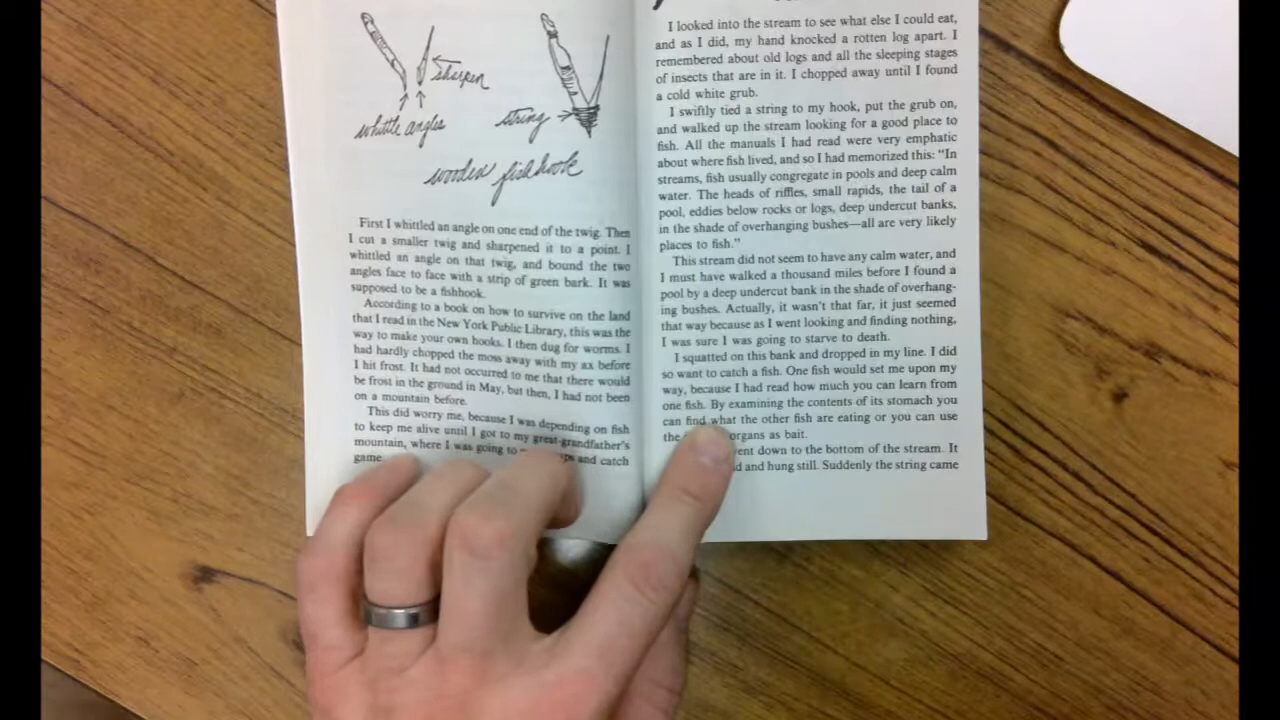 sharpen
whittle angles
string
wooden fishhook
First I whittled an angle on one end of the twig. Then
I cut a smaller twig and sharpened it to a point. I
whittled an angle on that twig, and bound the two
angles face to face with a strip of green bark. It was
supposed to be a fishhook.
According to a book on how to survive on the land
that I read in the New York Public Library, this was the
way to make your own hooks. I then dug for worms. I
had hardly chopped the moss away with my ax before
I hit frost. It had not occurred to me that there would
be frost in the ground in May, but then, I had not been
on a mountain before.
This did worry me, because I was depending on fish
to keep me alive until I got to my great-grandfather's
mountain, where I was going to and catch
game.
I looked into the stream to see what else I could eat,
and as I did, my hand knocked a rotten log apart. I
remembered about old logs and all the sleeping stages
of insects that are in it. I chopped away until I found
a cold white grub.
I swiftly tied a string to my hook, put the grub on,
and walked up the stream looking for a good place to
fish. All the manuals I had read were very emphatic
about where fish lived, and so I had memorized this: "In
streams, fish usually congregate in pools and deep calm
water. The heads of riffles, small rapids, the tail of a
pool, eddies below rocks or logs, deep undercut banks,
in the shade of overhanging bushes—all are very likely
places to fish."
This stream did not seem to have any calm water, and
I must have walked a thousand miles before I found a
pool by a deep undercut bank in the shade of overhang-
ing bushes. Actually, it wasn't that far, it just seemed
that way because as I went looking and finding nothing,
I was sure I was going to starve to death.
I squatted on this bank and dropped in my line. I did
so want to catch a fish. One fish would set me upon my
way, because I had read how much you can learn from
one fish. By examining the contents of its stomach you
can find what the other fish are eating or you can use
the organs as bait.
down to the bottom of the stream. It
and hung still. Suddenly the string came